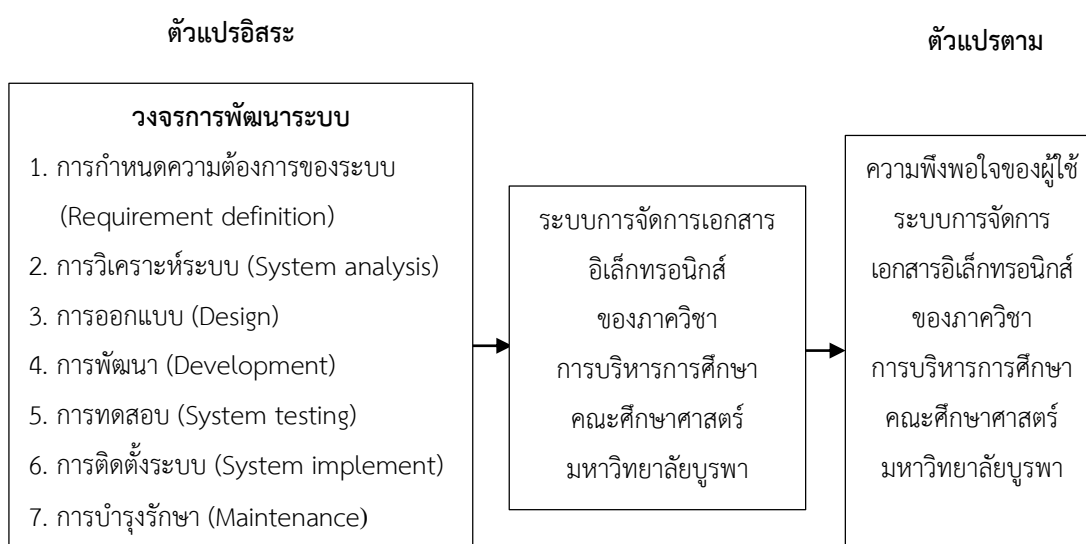 ตัวแปรอิสระ
ตัวแปรตาม
วงจรการพัฒนาระบบ
1. การกำหนดความต้องการของระบบ
(Requirement definition)
2. การวิเคราะห์ระบบ (System analysis)
3. การออกแบบ (Design)
4. การพัฒนา (Development)
5. การทดสอบ (System testing)
6. การติดตั้งระบบ (System implement)
7. การบำรุงรักษา (Maintenance)
ระบบการจัดการเอกสาร
อิเล็กทรอนิกส์
ของภาควิชา
การบริหารการศึกษา
คณะศึกษาศาสตร์
มหาวิทยาลัยบูรพา
ความพึงพอใจของผู้ใช้
ระบบการจัดการ
เอกสารอิเล็กทรอนิกส์
ของภาควิชา
การบริหารการศึกษา
คณะศึกษาศาสตร์
มหาวิทยาลัยบูรพา